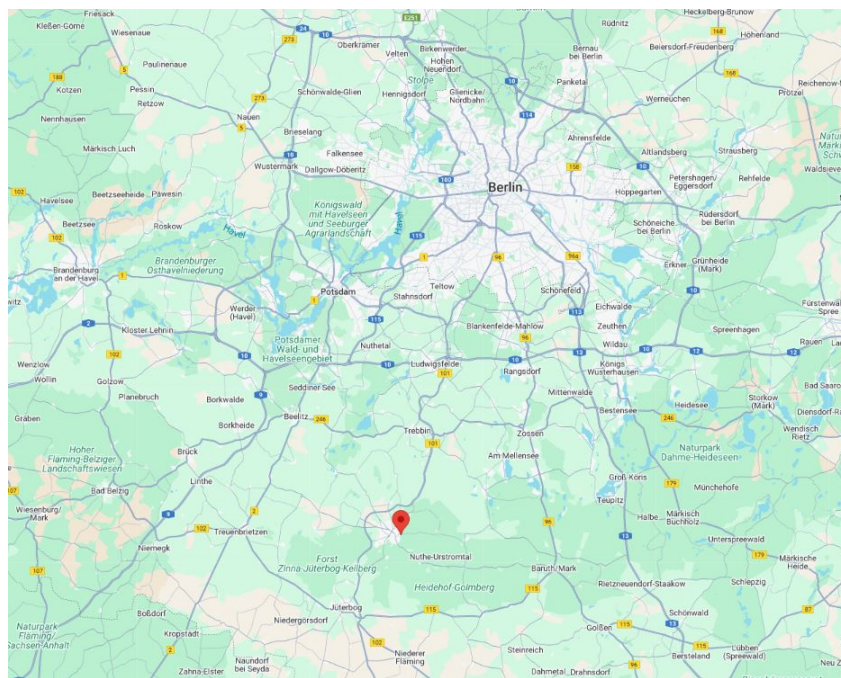 Friesack
Kleßen-Görne
Wiesenaue
Paulinenaue
Kotzen
Pessin
Retzow
Nennhausen
Märkisch Luch
Nauen
Oberkrämer
Velten
Birkenwerder
Hohen
Neuendorf
Stolpe
Hennigsdorf
Glienicke/
Nordbahn
Schönwalde-Glien
Brieselang
Falkensee
Wustermark
Dallgow-Döberitz
E251
Rüdnitz
Bernau
bei Berlin
Panketal
Heckelberg-Brunow
Höhenland
Beiersdorf-Freudenberg
Prötzel
Werneuchen
Ahrensfelde
Altlandsberg
Strausberg
Rehfelde
Petershagen/
Eggersdorf
Hoppegarten
Rüdersdorf
bei Berlin
Schöneiche
bei Berlin
Berlin
Königswald
mit Havelseen
und Seeburger
Agrarlandschaft
Havel
Havelsee
Beetzseeheide
Päwesin
Beetzsee
Roskow
Havel
Brandenburg
an der Havel
Brandenburger
Osthavelniederung
Werder
(Havel)
Potsdam
Teltow
Stahnsdorf
Schönefeld
Erkner
Grünheide
(Mark)
Eichwalde
Zeuthen
Wildau
Blankenfelde-Mahlow
Rangsdorf
Königs
Wusterhausen
Spreenhagen
Rauen
Kloster Lehnin
Potsdamer
Wald- und
Havelseengebiet
Nuthetal
Ludwigsfelde
Seddiner See
Wenzlow
Wollin
Golzow
Planebruch
Borkwalde
Borkheide
Beelitz
Trebbin
Zossen
Am Mellensee
Mittenwalde
Bestensee
Heidesee
Storkow
(Mark)
Wendisch
Rietz
Bad Saarow
Naturpark
Dahme-Heideseen
Groß Köris
Teupitz
Münchehofe
Halbe
Märkisch
Buchholz
Unterspreewald
Märkische
Heide
Schlepzig
Gräben
Hoher
Fläming-Belziger
Landschaftswiesen
Brück
Linthe
Bad Belzig
Wiesenburg/
Mark
Niemegk
Treuenbrietzen
Forst
Zinna-Jüterbog-Keilberg
Nuthe-Urstromtal
Heidehof-Golmberg
Baruth/Mark
Rietzneuendorf-Staakow
Schönwald
Jüterbog
Niedergörsdorf
Niederer
Fläming
Boßdorf
Kropstädt
Naundorf
bei Seyda
Zahna-Elster
Naturpark
Fläming/
Sachsen-Anhalt
Steinreich
Dahmetal
Drahnsdorf
Golßen
Bersteland
Lübben
(Spreewald)